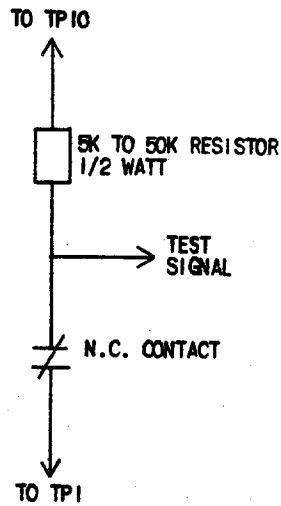 TO TP10
5K TO 50K RESISTOR
1/2 WATT
TEST
SIGNAL
N.C. CONTACT
TO TP1